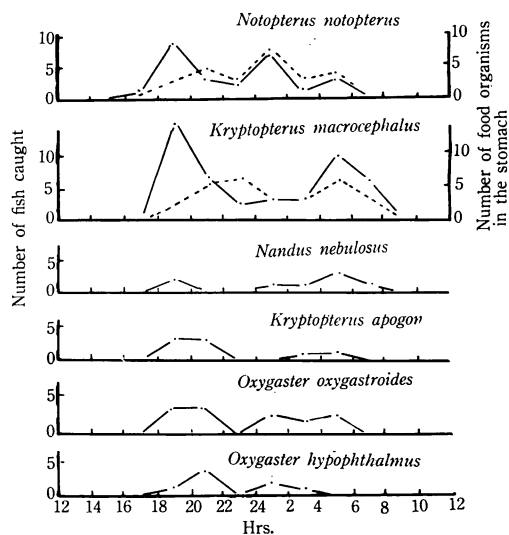 Notopterus notopterus
10
5
0
10
5
0
Kryptopterus macrocephalus
10
5
0
10
5
0
Nandus nebulosus
5
0
Kryptopterus apogon
5
0
Oxygaster oxygastroides
5
0
Oxygaster hypophthalmus
5
0
12 14 16 18 20 22 24 2 4 6 8 10 12
Hrs.
Number of fish caught
Number of food organisms
in the stomach